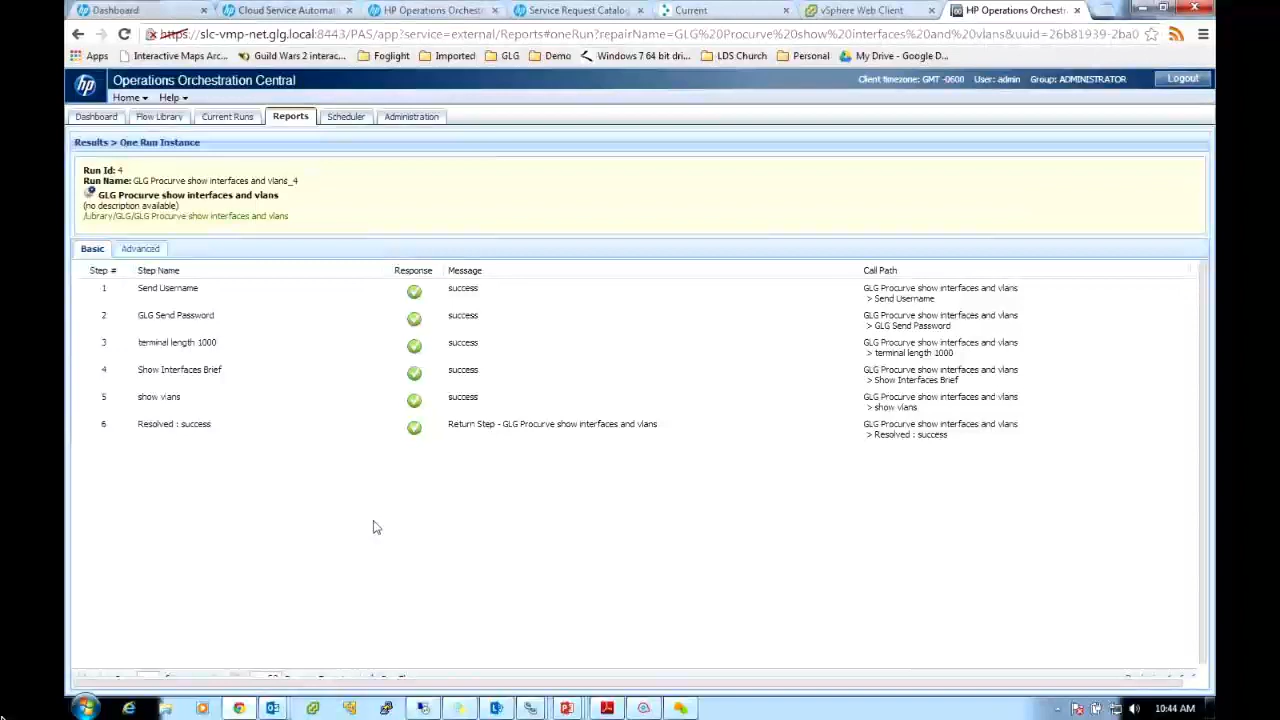 Dashboard
Cloud Service Automat
HP Operations Orchest
Service Request Catalo
Current
vSphere Web Client
HP Operations Orchest
https://slc-vmp-net.glg.local:8443/PAS/app?service=external/Reports#oneRun?repairName=GLG%20Procurve%20show%20interfaces%20and%20vlans&uuid=26b81939-2ba0
Apps
Interactive Maps Arc...
Guild Wars 2 interac...
Foglight
Imported
GLG
Demo
Windows 7 64 bit dri...
LDS Church
Personal
My Drive - Google D...
hp
Operations Orchestration Central
Client timezone: GMT -0600 User: admin Group: ADMINISTRATOR
Logout
Home
Help
Dashboard
Flow Library
Current Runs
Reports
Scheduler
Administration
Results > One Run Instance
Run Id: 4
Run Name: GLG Procurve show interfaces and vlans_4
GLG Procurve show interfaces and vlans
(no description available)
/Library/GLG/GLG Procurve show interfaces and vlans
Basic
Advanced
Step # Step Name Response Message Call Path
1 Send Username success GLG Procurve show interfaces and vlans
> Send Username
2 GLG Send Password success GLG Procurve show interfaces and vlans
> GLG Send Password
3 terminal length 1000 success GLG Procurve show interfaces and vlans
> terminal length 1000
4 Show Interfaces Brief success GLG Procurve show interfaces and vlans
> Show Interfaces Brief
5 show vlans success GLG Procurve show interfaces and vlans
> show vlans
6 Resolved : success Return Step - GLG Procurve show interfaces and vlans GLG Procurve show interfaces and vlans
> Resolved : success
10:44 AM